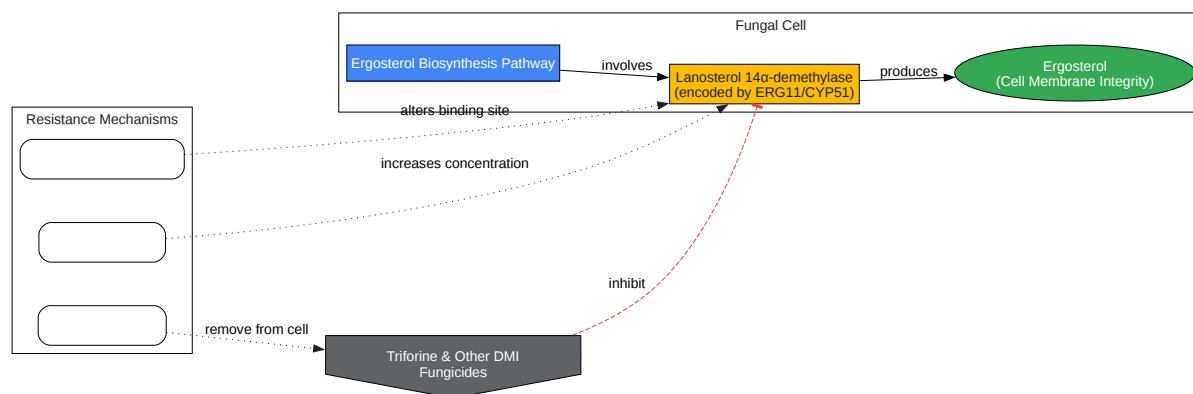 Fungal Cell
Ergosterol Biosynthesis Pathway
involves
Lanosterol 14α-demethylase
(encoded by ERG11/CYP51)
produces
Ergosterol
(Cell Membrane Integrity)
Resistance Mechanisms
alters binding site
increases concentration
remove from cell
inhibit
Triforine & Other DMI
Fungicides